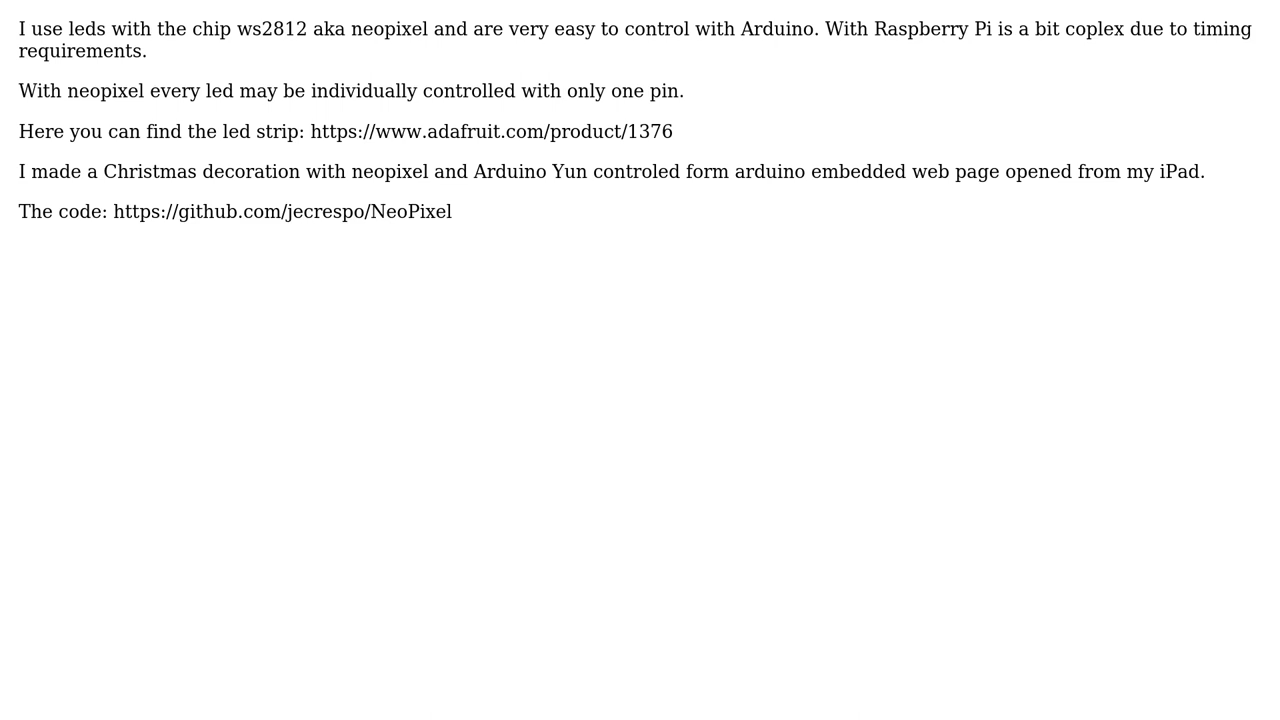 I use leds with the chip ws2812 aka neopixel and are very easy to control with Arduino. With Raspberry Pi is a bit coplex due to timing
requirements.
With neopixel every led may be individually controlled with only one pin.
Here you can find the led strip: https://www.adafruit.com/product/1376
I made a Christmas decoration with neopixel and Arduino Yun controled form arduino embedded web page opened from my iPad.
The code: https://github.com/jecrespo/NeoPixel